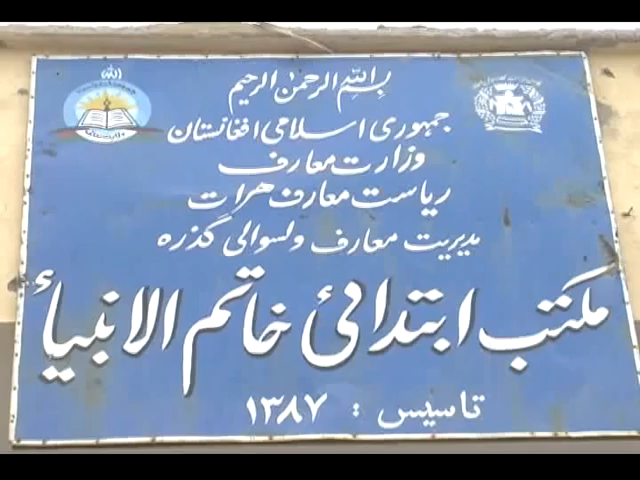 بسم الله الرحمن الرحیم
جمهوری اسلامی افغانستان
وزارت معارف
ریاست معارف هرات
مدیریت معارف ولسوالی گذره
مکتب ابتدائی خاتم الانبیأ
تاسیس : ۱۳۸۷